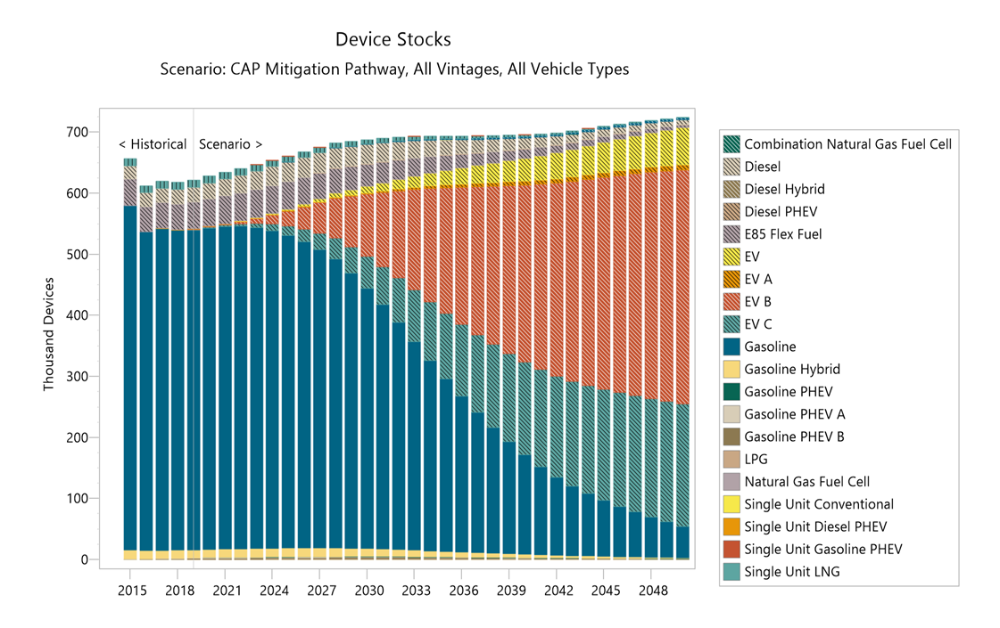 Device Stocks
Scenario: CAP Mitigation Pathway, All Vintages, All Vehicle Types
< Historical
Scenario >
Thousand Devices
700
600
500
400
300
200
100
0
2015
2018
2021
2024
2027
2030
2033
2036
2039
2042
2045
2048
Combination Natural Gas Fuel Cell
Diesel
Diesel Hybrid
Diesel PHEV
E85 Flex Fuel
EV
EV A
EV B
EV C
Gasoline
Gasoline Hybrid
Gasoline PHEV
Gasoline PHEV A
Gasoline PHEV B
LPG
Natural Gas Fuel Cell
Single Unit Conventional
Single Unit Diesel PHEV
Single Unit Gasoline PHEV
Single Unit LNG